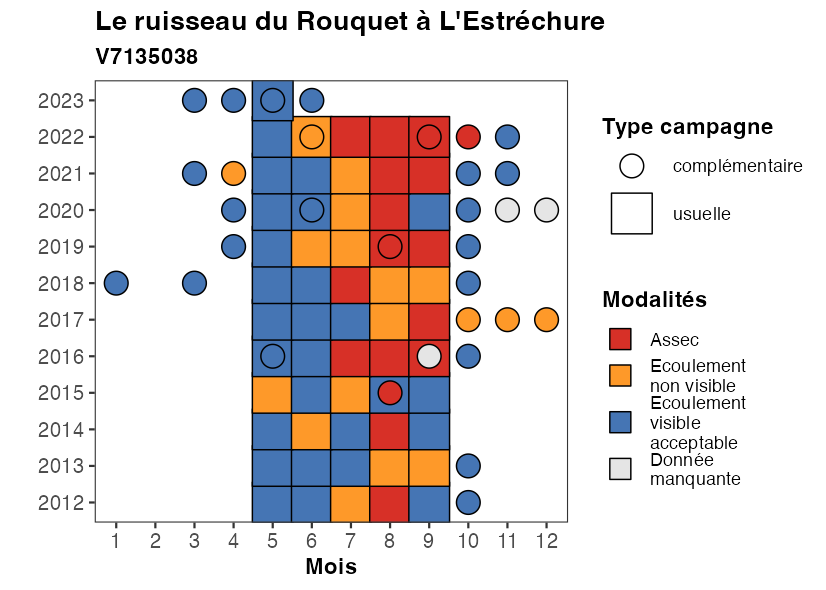 Le ruisseau du Rouquet à L'Estréchure
V7135038
2023
2022
2021
2020
2019
2018
2017
2016
2015
2014
2013
2012
1 2 3 4 5 6 7 8 9 10 11 12
Mois
Type campagne
complémentaire
usuelle
Modalités
Assec
Ecoulement
non visible
Ecoulement
visible
acceptable
Donnée
manquante